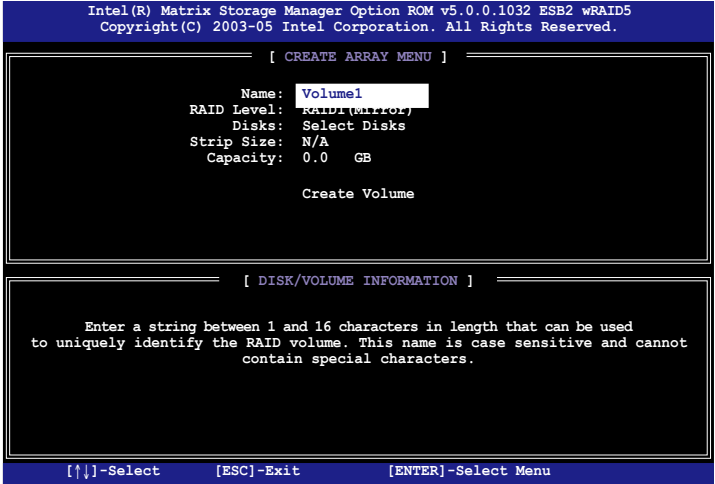 Intel(R) Matrix Storage Manager Option ROM v5.0.0.1032 ESB2 wRAID5
Copyright(C) 2003-05 Intel Corporation. All Rights Reserved.
[ CREATE ARRAY MENU ]
Name: Volume1
RAID Level: RAID1(Mirror)
Disks: Select Disks
Strip Size: N/A
Capacity: 0.0 GB
Create Volume
[ DISK/VOLUME INFORMATION ]
Enter a string between 1 and 16 characters in length that can be used
to uniquely identify the RAID volume. This name is case sensitive and cannot
contain special characters.
[↑↓]-Select [ESC]-Exit [ENTER]-Select Menu